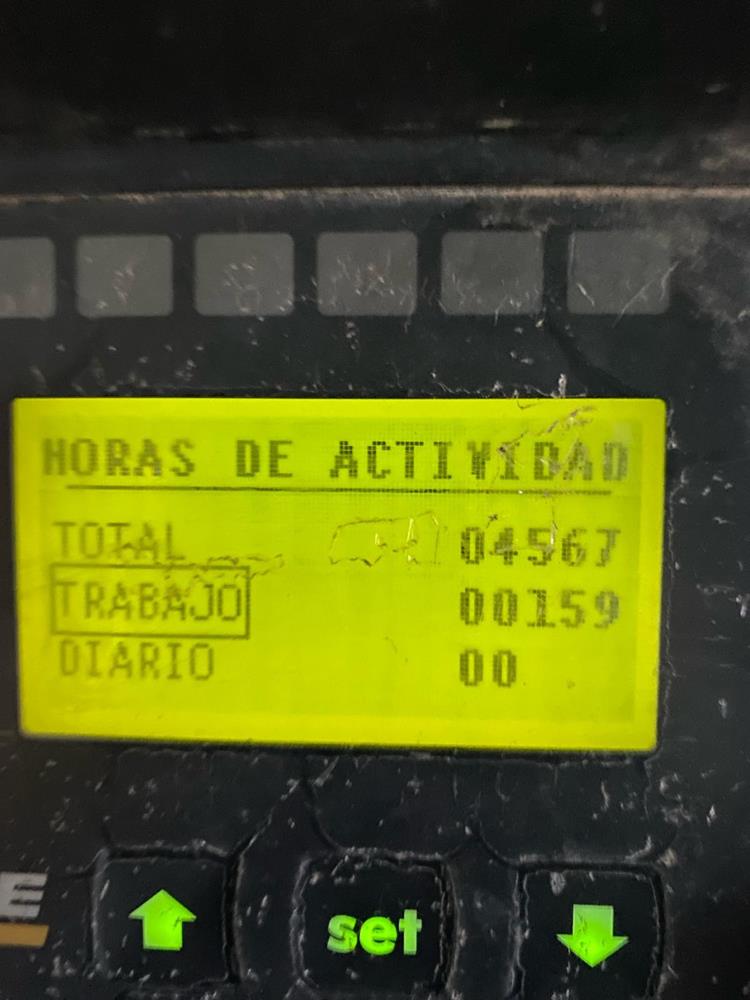 HORAS DE ACTIVIDAD
TOTAL 04567
TRABAJO 00159
DIARIO 00
E
set